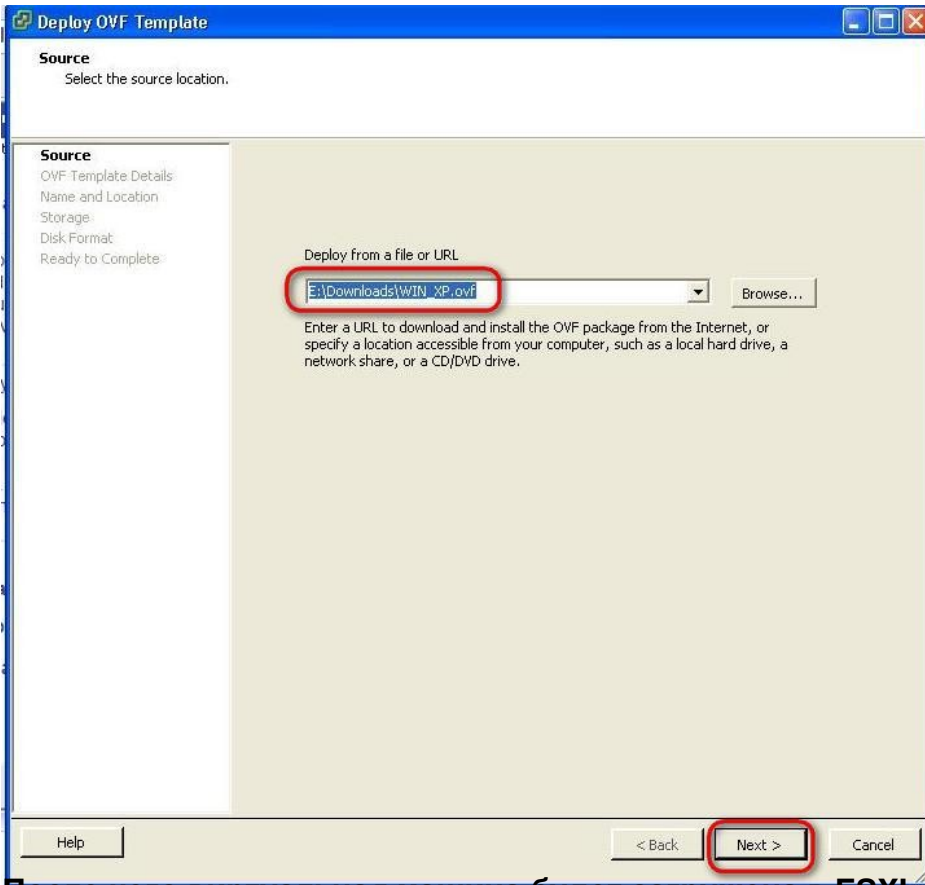 Deploy OVF Template
Source
Select the source location.
Source
OVF Template Details
Name and Location
Storage
Disk Format
Ready to Complete
Deploy from a file or URL
E:\Downloads\WIN_XP.ovf
Browse...
Enter a URL to download and install the OVF package from the Internet, or
specify a location accessible from your computer, such as a local hard drive, a
network share, or a CD/DVD drive.
Help
< Back
Next >
Cancel